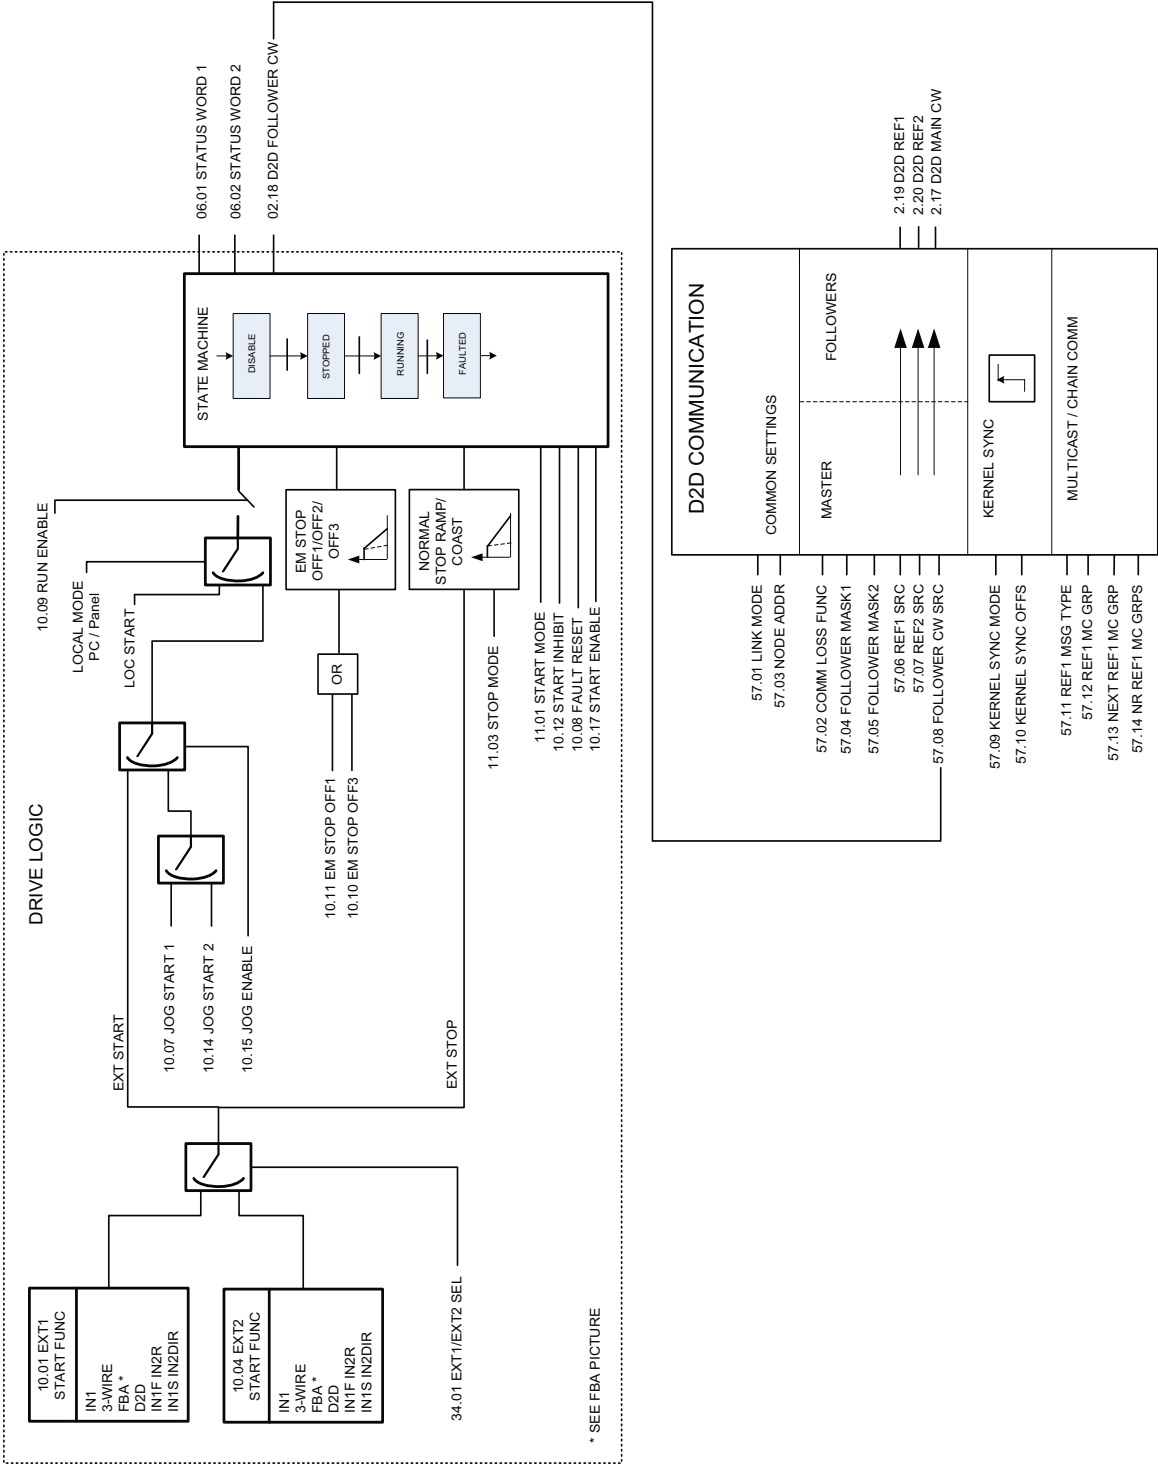 DRIVE LOGIC
10.01 EXT1
START FUNC
IN1
3-WIRE
FBA *
D2D
IN1F IN2R
IN1S IN2DIR
10.04 EXT2
START FUNC
IN1
3-WIRE
FBA *
D2D
IN1F IN2R
IN1S IN2DIR
34.01 EXT1/EXT2 SEL
* SEE FBA PICTURE
EXT START
10.07 JOG START 1
10.14 JOG START 2
10.15 JOG ENABLE
EXT STOP
10.09 RUN ENABLE
LOCAL MODE
PC / Panel
LOC START
10.11 EM STOP OFF1
10.10 EM STOP OFF3
OR
EM STOP
OFF1/OFF2/
OFF3
NORMAL
STOP RAMP/
COAST
11.03 STOP MODE
11.01 START MODE
10.12 START INHIBIT
10.08 FAULT RESET
10.17 START ENABLE
STATE MACHINE
DISABLE
STOPPED
RUNNING
FAULTED
06.01 STATUS WORD 1
06.02 STATUS WORD 2
02.18 D2D FOLLOWER CW
D2D COMMUNICATION
57.01 LINK MODE
57.03 NODE ADDR
COMMON SETTINGS
57.02 COMM LOSS FUNC
57.04 FOLLOWER MASK1
57.05 FOLLOWER MASK2
57.06 REF1 SRC
57.07 REF2 SRC
57.08 FOLLOWER CW SRC
MASTER
FOLLOWERS
2.19 D2D REF1
2.20 D2D REF2
2.17 D2D MAIN CW
57.09 KERNEL SYNC MODE
57.10 KERNEL SYNC OFFS
KERNEL SYNC
57.11 REF1 MSG TYPE
57.12 REF1 MC GRP
57.13 NEXT REF1 MC GRP
57.14 NR REF1 MC GRPS
MULTICAST / CHAIN COMM